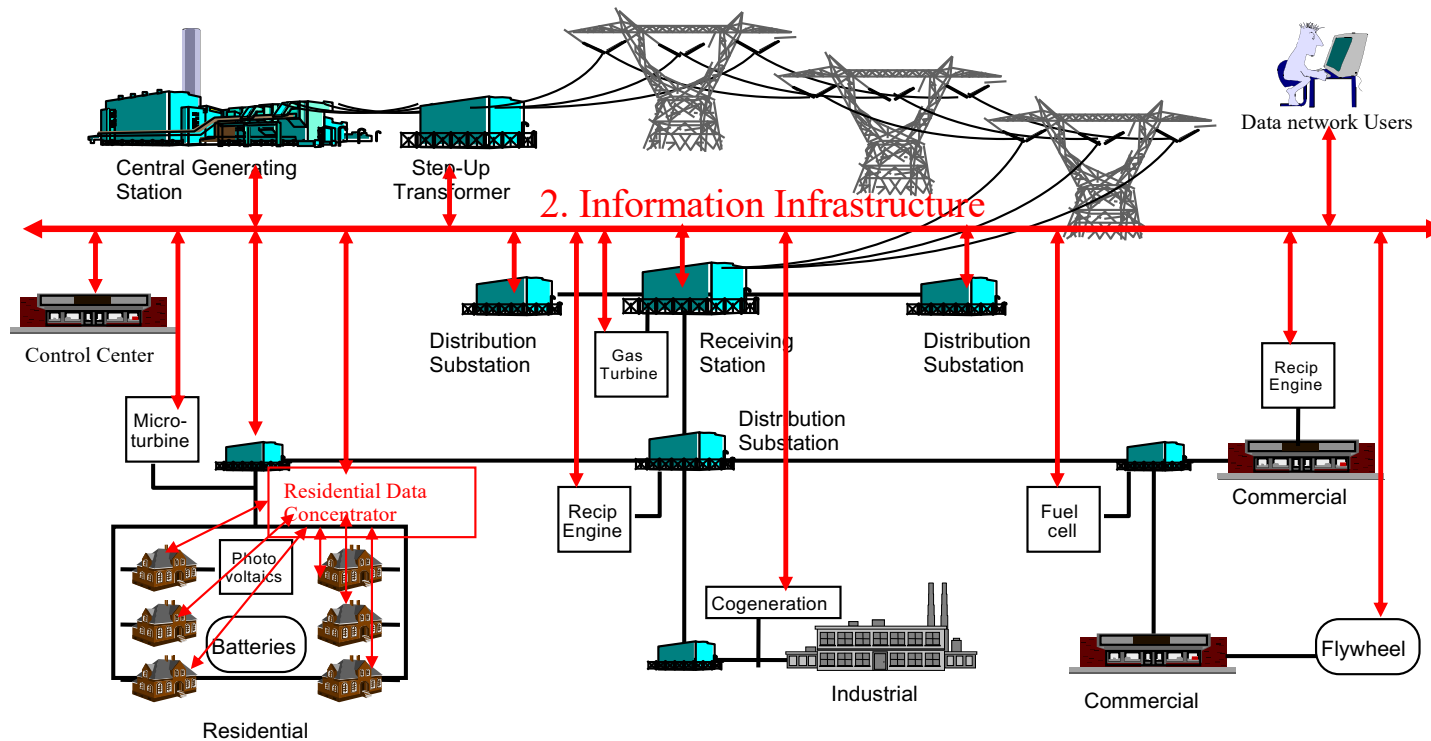 Data network Users
Central Generating
Station
Step-Up
Transformer
2. Information Infrastructure
Control Center
Distribution
Substation
Gas
Turbine
Receiving
Station
Distribution
Substation
Recip
Engine
Micro-
turbine
Distribution
Substation
Commercial
Residential Data
Concentrator
Recip
Engine
Fuel
cell
Photo
voltaics
Batteries
Cogeneration
Flywheel
Industrial
Commercial
Residential